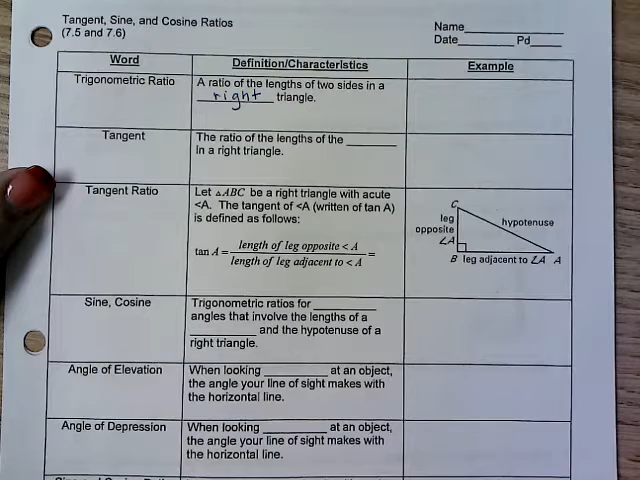 Tangent, Sine, and Cosine Ratios
(7.5 and 7.6)
Name
Date Pd
Word Definition/Characteristics Example
Trigonometric Ratio
A ratio of the lengths of two sides in a
right triangle.
Tangent
The ratio of the lengths of the
In a right triangle.
Tangent Ratio
Let △ABC be a right triangle with acute
<A. The tangent of <A (written of tan A)
is defined as follows:
tan A = length of leg opposite < A / length of leg adjacent to < A =
C
leg
opposite
∠A
hypotenuse
B leg adjacent to ∠A A
Sine, Cosine
Trigonometric ratios for
angles that involve the lengths of a
and the hypotenuse of a
right triangle.
Angle of Elevation
When looking at an object,
the angle your line of sight makes with
the horizontal line.
Angle of Depression
When looking at an object,
the angle your line of sight makes with
the horizontal line.